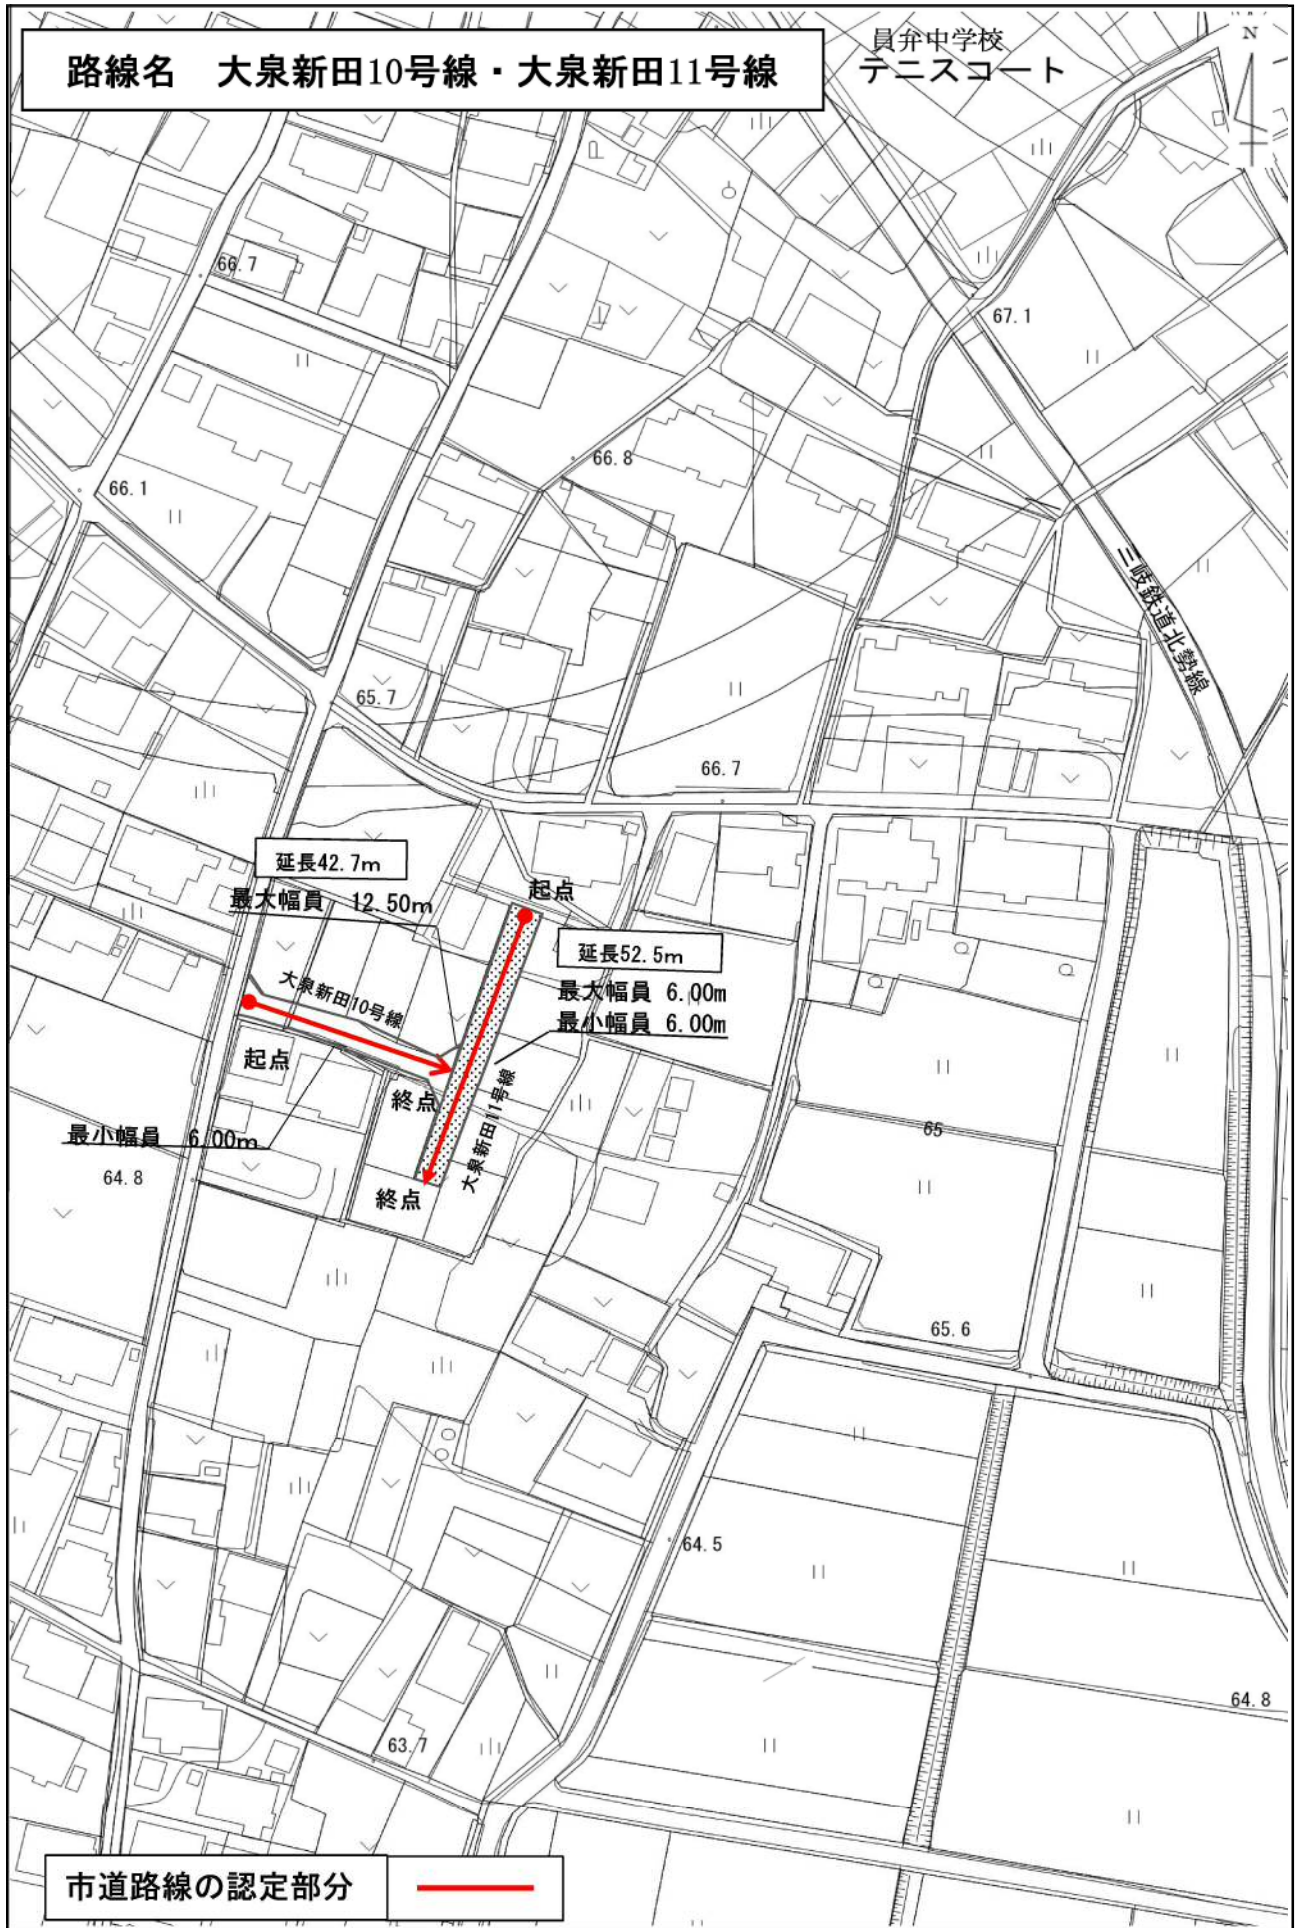 路線名　大泉新田10号線・大泉新田11号線
員弁中学校
テニスコート
N
P
66.7
67.1
66.8
66.1
三岐鉄道北勢線
65.7
66.7
延長42.7m
最大幅員　12.50m
起点
延長52.5m
最大幅員 6.00m
最小幅員 6.00m
大泉新田10号線
起点
終点
大泉新田11号線
最小幅員　6.00m
64.8
終点
65
65.6
64.5
64.8
63.7
市道路線の認定部分